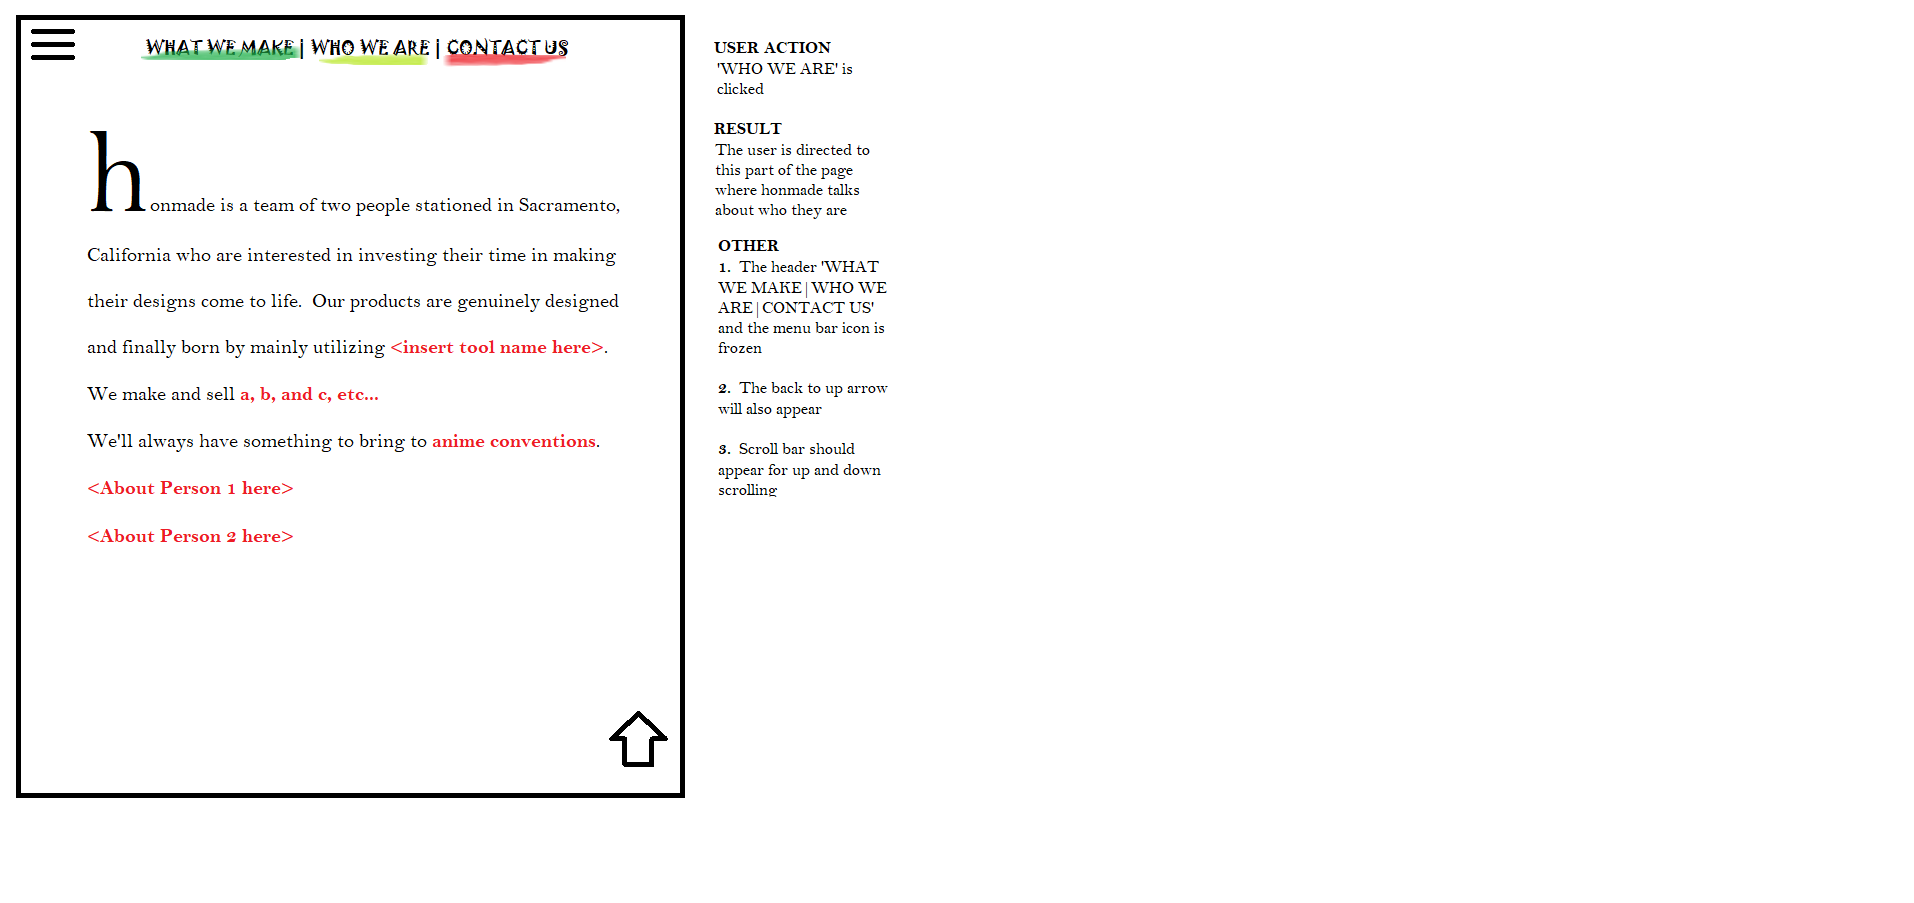 WHAT WE MAKE | WHO WE ARE | CONTACT US
honmade is a team of two people stationed in Sacramento,
California who are interested in investing their time in making
their designs come to life.  Our products are genuinely designed
and finally born by mainly utilizing <insert tool name here>.
We make and sell a, b, and c, etc...
We'll always have something to bring to anime conventions.
<About Person 1 here>
<About Person 2 here>
USER ACTION
'WHO WE ARE' is
clicked
RESULT
The user is directed to
this part of the page
where honmade talks
about who they are
OTHER
1.  The header 'WHAT
WE MAKE | WHO WE
ARE | CONTACT US'
and the menu bar icon is
frozen
2.  The back to up arrow
will also appear
3.  Scroll bar should
appear for up and down
scrolling